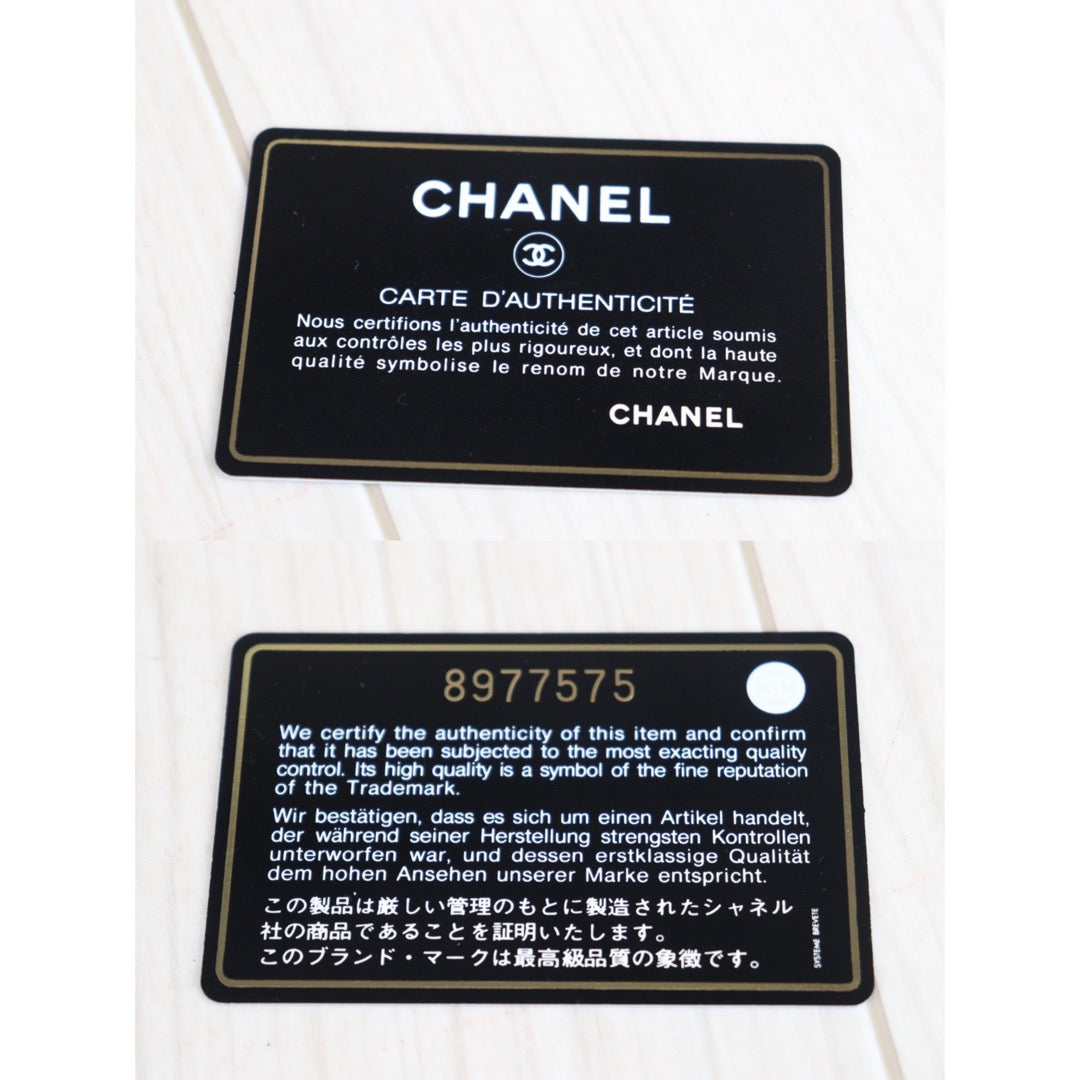 CHANEL
CARTE D'AUTHENTICITÉ
Nous certifions l'authenticité de cet article soumis
aux contrôles les plus rigoureux, et dont la haute
qualité symbolise le renom de notre Marque.
CHANEL
8977575
We certify the authenticity of this item and confirm
that it has been subjected to the most exacting quality
control. Its high quality is a symbol of the fine reputation
of the Trademark.
Wir bestätigen, dass es sich um einen Artikel handelt,
der während seiner Herstellung strengsten Kontrollen
unterworfen war, und dessen erstklassige Qualität
dem hohen Ansehen unserer Marke entspricht.
この製品は厳しい管理のもとに製造されたシャネル
社の商品であることを証明いたします。
このブランド・マークは最高級品質の象徴です。
SYSTEME BREVETE